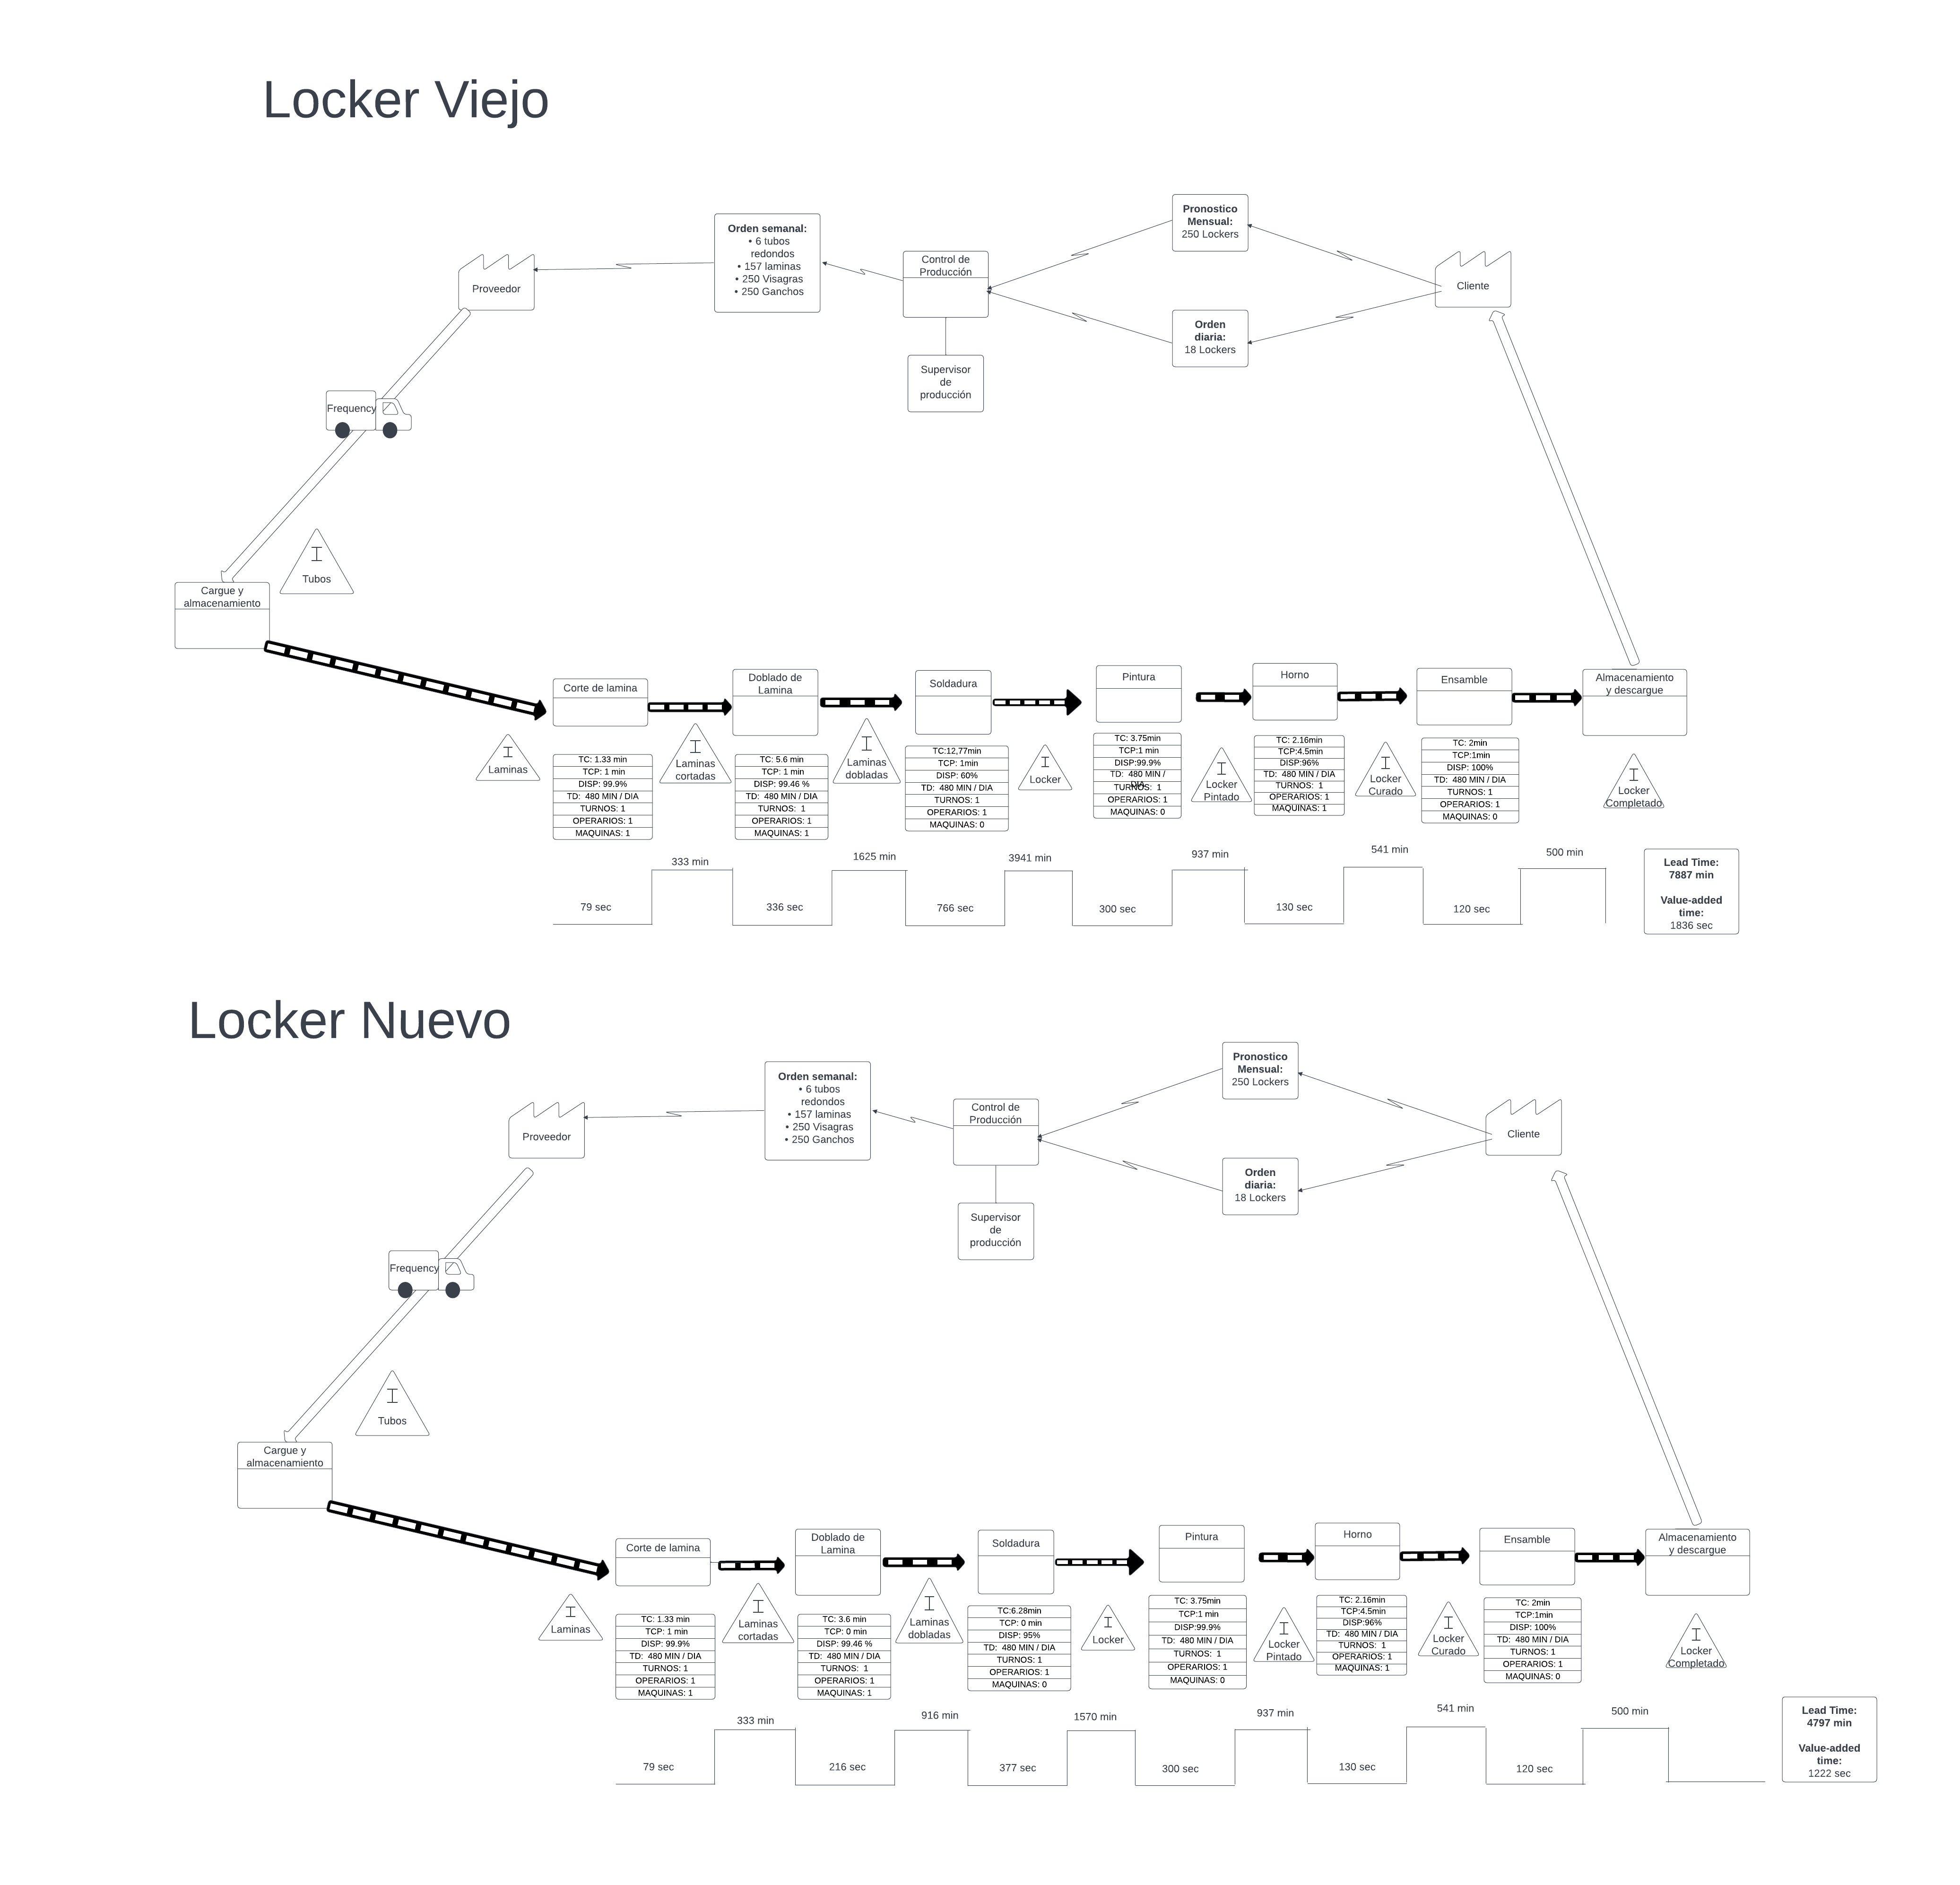 Locker Viejo
Pronostico
Mensual:
250 Lockers
Orden semanal:
• 6 tubos
redondos
• 157 laminas
• 250 Visagras
• 250 Ganchos
Control de
Producción
Proveedor
Cliente
Orden
diaria:
18 Lockers
Supervisor
de
producción
Frequency
Tubos
Cargue y
almacenamiento
Corte de lamina
Doblado de
Lamina
Soldadura
Pintura
Horno
Ensamble
Almacenamiento
y descargue
Laminas
TC: 1.33 min
TCP: 1 min
DISP: 99.9%
TD: 480 MIN / DIA
TURNOS: 1
OPERARIOS: 1
MAQUINAS: 1
Laminas
cortadas
TC: 5.6 min
TCP: 1 min
DISP: 99.46 %
TD: 480 MIN / DIA
TURNOS: 1
OPERARIOS: 1
MAQUINAS: 1
Laminas
dobladas
TC:12,77min
TCP: 1min
DISP: 60%
TD: 480 MIN / DIA
TURNOS: 1
OPERARIOS: 1
MAQUINAS: 0
Locker
TC: 3.75min
TCP:1 min
DISP:99.9%
TD: 480 MIN /
DIA
TURNOS: 1
OPERARIOS: 1
MAQUINAS: 0
Locker
Pintado
TC: 2.16min
TCP:4.5min
DISP:96%
TD: 480 MIN / DIA
TURNOS: 1
OPERARIOS: 1
MAQUINAS: 1
Locker
Curado
TC: 2min
TCP:1min
DISP: 100%
TD: 480 MIN / DIA
TURNOS: 1
OPERARIOS: 1
MAQUINAS: 0
Locker
Completado
333 min
1625 min
3941 min
937 min
541 min
500 min
79 sec
336 sec
766 sec
300 sec
130 sec
120 sec
Lead Time:
7887 min
Value-added
time:
1836 sec
Locker Nuevo
Pronostico
Mensual:
250 Lockers
Orden semanal:
• 6 tubos
redondos
• 157 laminas
• 250 Visagras
• 250 Ganchos
Control de
Producción
Proveedor
Cliente
Orden
diaria:
18 Lockers
Supervisor
de
producción
Frequency
Tubos
Cargue y
almacenamiento
Corte de lamina
Doblado de
Lamina
Soldadura
Pintura
Horno
Ensamble
Almacenamiento
y descargue
Laminas
TC: 1.33 min
TCP: 1 min
DISP: 99.9%
TD: 480 MIN / DIA
TURNOS: 1
OPERARIOS: 1
MAQUINAS: 1
Laminas
cortadas
TC: 3.6 min
TCP: 0 min
DISP: 99.46 %
TD: 480 MIN / DIA
TURNOS: 1
OPERARIOS: 1
MAQUINAS: 1
Laminas
dobladas
TC:6.28min
TCP: 0 min
DISP: 95%
TD: 480 MIN / DIA
TURNOS: 1
OPERARIOS: 1
MAQUINAS: 0
Locker
TC: 3.75min
TCP:1 min
DISP:99.9%
TD: 480 MIN / DIA
TURNOS: 1
OPERARIOS: 1
MAQUINAS: 0
Locker
Pintado
TC: 2.16min
TCP:4.5min
DISP:96%
TD: 480 MIN / DIA
TURNOS: 1
OPERARIOS: 1
MAQUINAS: 1
Locker
Curado
TC: 2min
TCP:1min
DISP: 100%
TD: 480 MIN / DIA
TURNOS: 1
OPERARIOS: 1
MAQUINAS: 0
Locker
Completado
333 min
916 min
1570 min
937 min
541 min
500 min
79 sec
216 sec
377 sec
300 sec
130 sec
120 sec
Lead Time:
4797 min
Value-added
time:
1222 sec